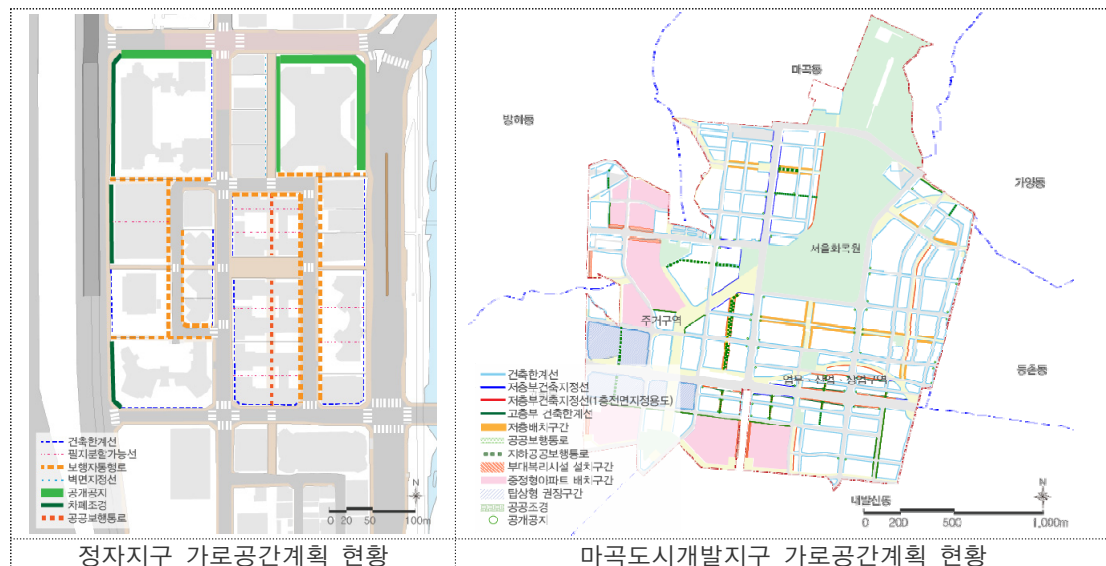 건축한계선
필지분할가능선
보행자통행로
벽면지정선
공개공지
차폐조경
공공보행통로
N
0 20 50 100m
정자지구 가로공간계획 현황
마곡동
방화동
가양동
서울화목원
주거구역
등촌동
내발산동
건축한계선
저층부건축지정선
저층부건축지정선(1층전면지정용도)
고층부 건축한계선
저층배치구간
공공보행통로
지하공공보행통로
부대복리시설 설치구간
중정형아파트 배치구간
탑상형 권장구간
공공조경
공개공지
N
0 200 500 1,000m
마곡도시개발지구 가로공간계획 현황